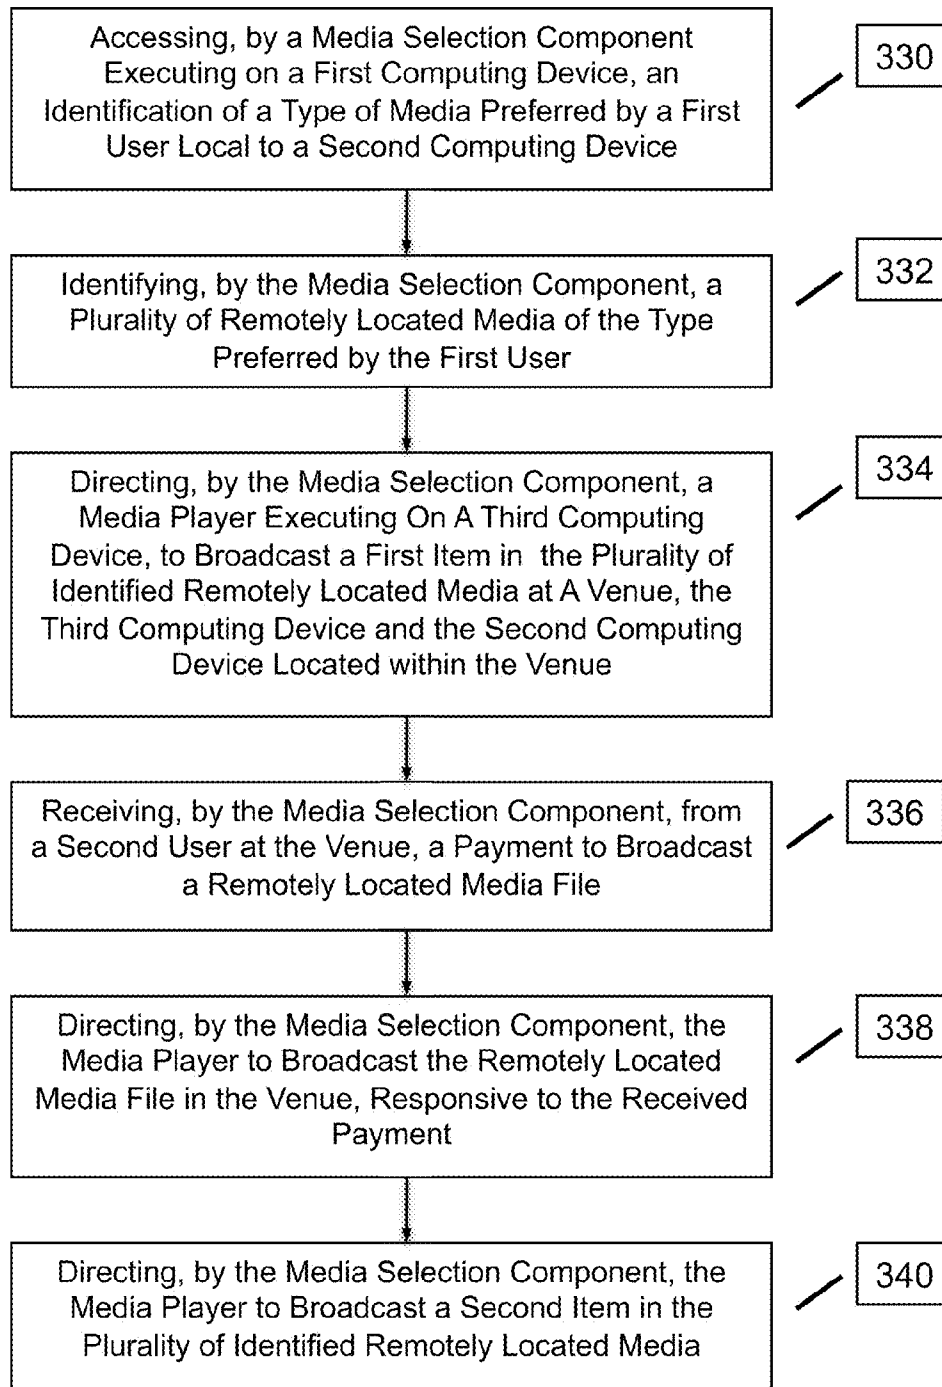 Accessing, by a Media Selection Component
Executing on a First Computing Device, an
Identification of a Type of Media Preferred by a First
User Local to a Second Computing Device
330
Identifying, by the Media Selection Component, a
Plurality of Remotely Located Media of the Type
Preferred by the First User
332
Directing, by the Media Selection Component, a
Media Player Executing On A Third Computing
Device, to Broadcast a First Item in the Plurality of
Identified Remotely Located Media at A Venue, the
Third Computing Device and the Second Computing
Device Located within the Venue
334
Receiving, by the Media Selection Component, from
a Second User at the Venue, a Payment to Broadcast
a Remotely Located Media File
336
Directing, by the Media Selection Component, the
Media Player to Broadcast the Remotely Located
Media File in the Venue, Responsive to the Received
Payment
338
Directing, by the Media Selection Component, the
Media Player to Broadcast a Second Item in the
Plurality of Identified Remotely Located Media
340